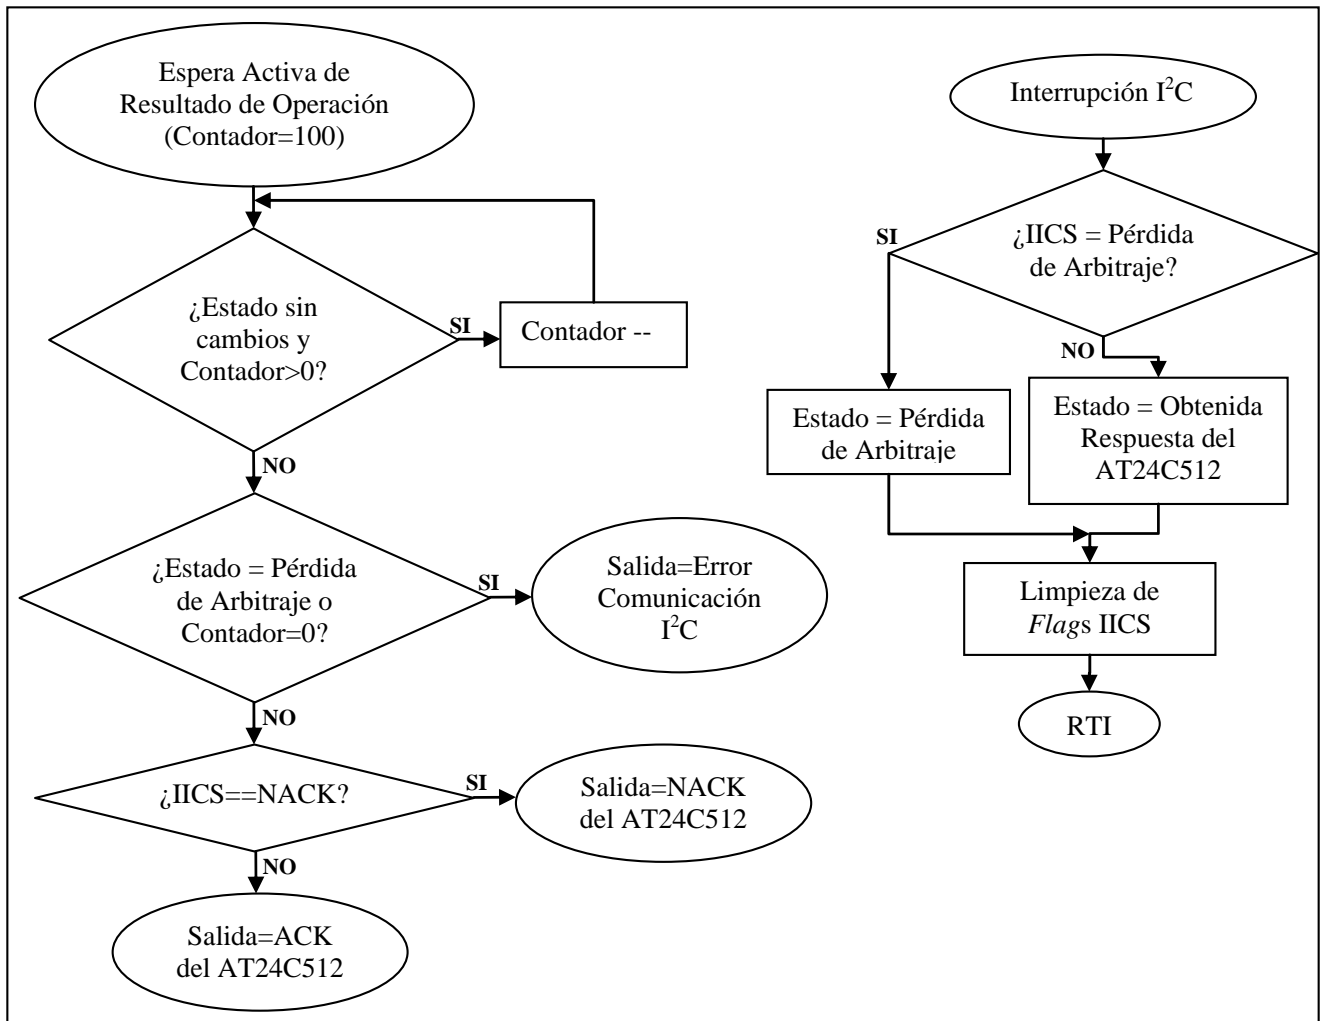 Espera Activa de
Resultado de Operación
(Contador=100)
¿Estado sin
cambios y
Contador>0?
SI
Contador --
NO
¿Estado = Pérdida
de Arbitraje o
Contador=0?
SI
Salida=Error
Comunicación
I²C
NO
¿IICS==NACK?
SI
Salida=NACK
del AT24C512
NO
Salida=ACK
del AT24C512
Interrupción I²C
¿IICS = Pérdida
de Arbitraje?
SI
NO
Estado = Pérdida
de Arbitraje
Estado = Obtenida
Respuesta del
AT24C512
Limpieza de
Flags IICS
RTI